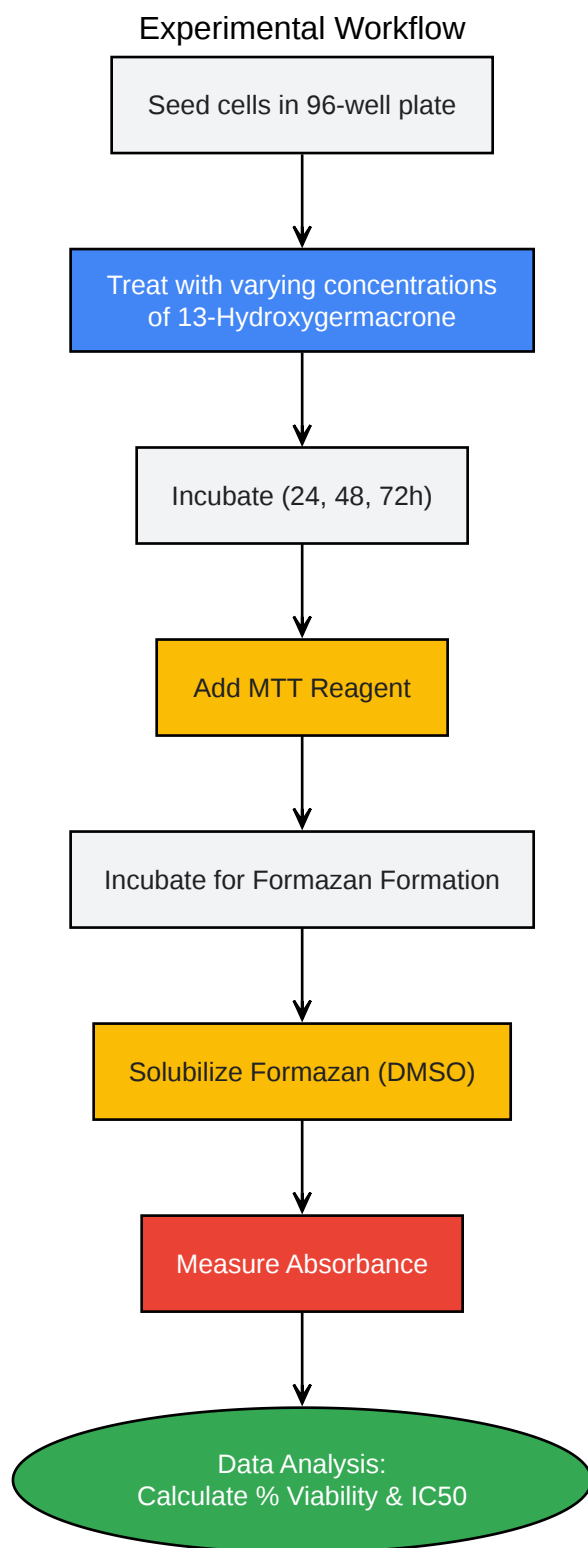 Experimental Workflow
Seed cells in 96-well plate
Treat with varying concentrations
of 13-Hydroxygermacrone
Incubate (24, 48, 72h)
Add MTT Reagent
Incubate for Formazan Formation
Solubilize Formazan (DMSO)
Measure Absorbance
Data Analysis:
Calculate % Viability & IC50